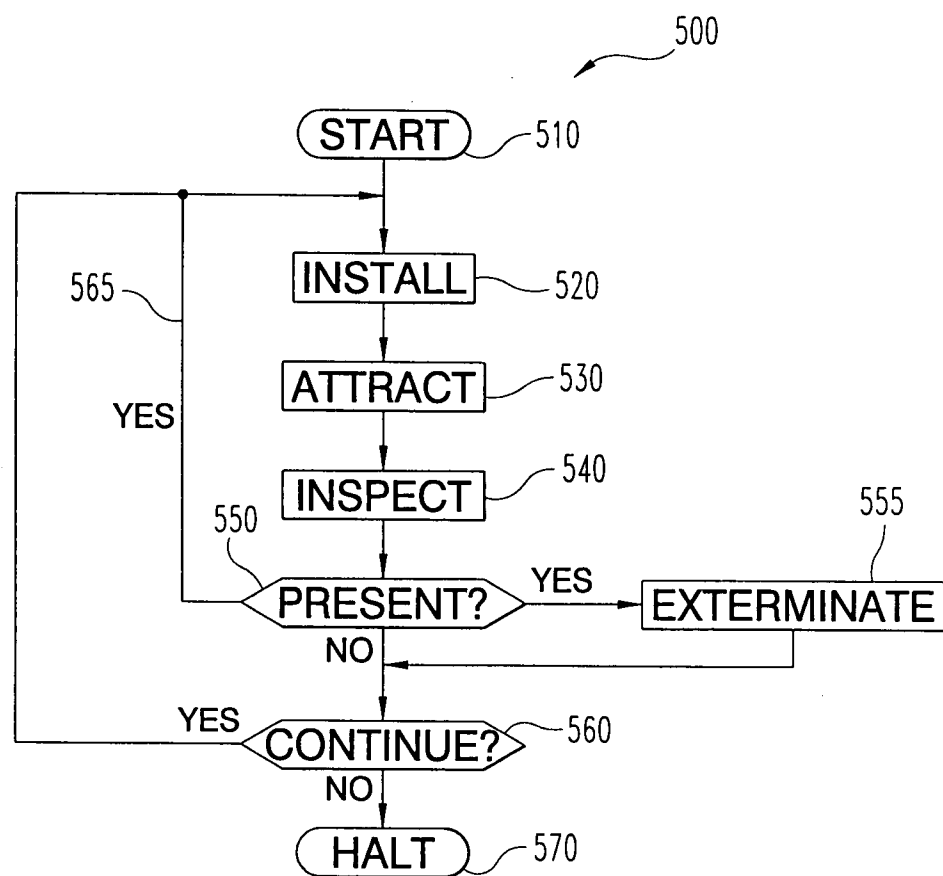 500
START
510
INSTALL
520
565
ATTRACT
530
YES
INSPECT
540
550
555
PRESENT?
YES
EXTERMINATE
NO
YES
CONTINUE?
560
NO
HALT
570